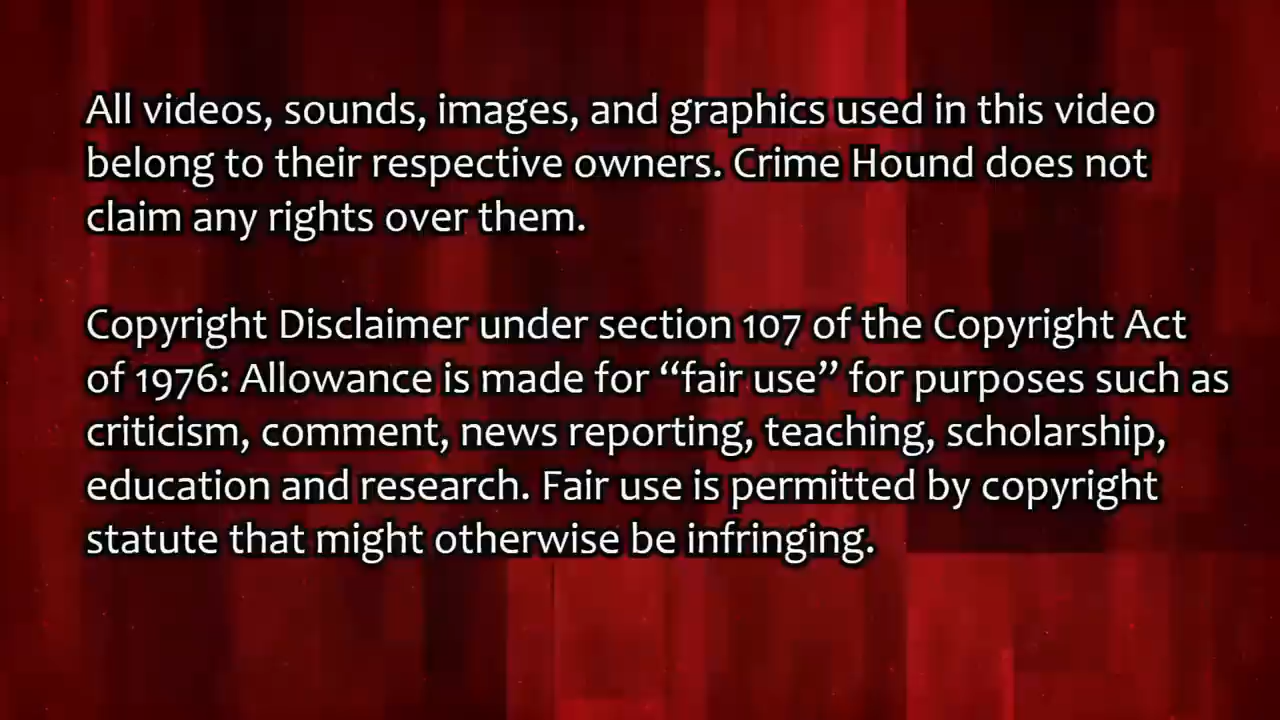 All videos, sounds, images, and graphics used in this video
belong to their respective owners. Crime Hound does not
claim any rights over them.
Copyright Disclaimer under section 107 of the Copyright Act
of 1976: Allowance is made for “fair use” for purposes such as
criticism, comment, news reporting, teaching, scholarship,
education and research. Fair use is permitted by copyright
statute that might otherwise be infringing.